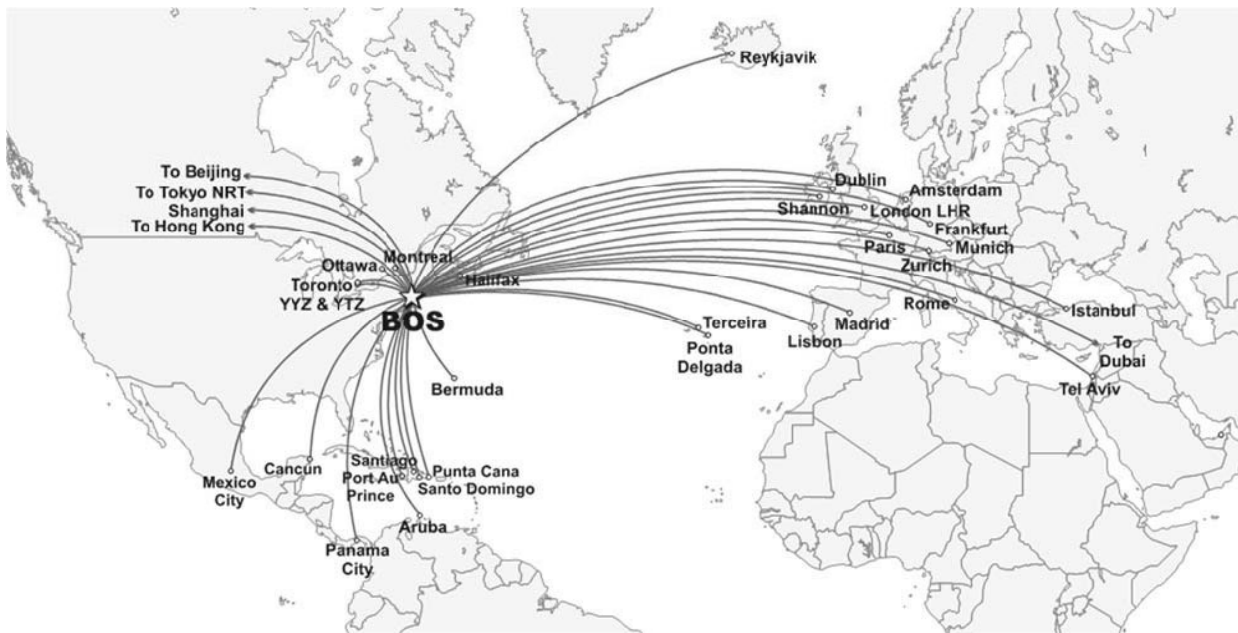 Reykjavik
To Beijing
To Tokyo NRT
Shanghai
To Hong Kong
Dublin
Amsterdam
Shannon
London LHR
Frankfurt
Paris
Munich
Zurich
Montreal
Ottawa
Halifax
Toronto
YYZ & YTZ
BOS
Rome
Istanbul
Terceira
Madrid
Lisbon
Ponta
Delgada
To
Dubai
Tel Aviv
Bermuda
Mexico
City
Cancun
Santiago
Port Au
Prince
Punta Cana
Santo Domingo
Aruba
Panama
City